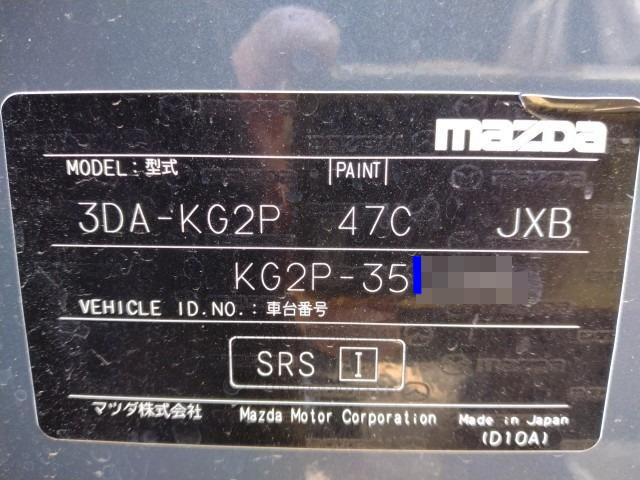 mazda
MODEL:型式 PAINT
3DA-KG2P 47C JXB
KG2P-35
VEHICLE ID.NO.:車台番号
SRS I
マツダ株式会社 Mazda Motor Corporation Made in Japan
(D10A)